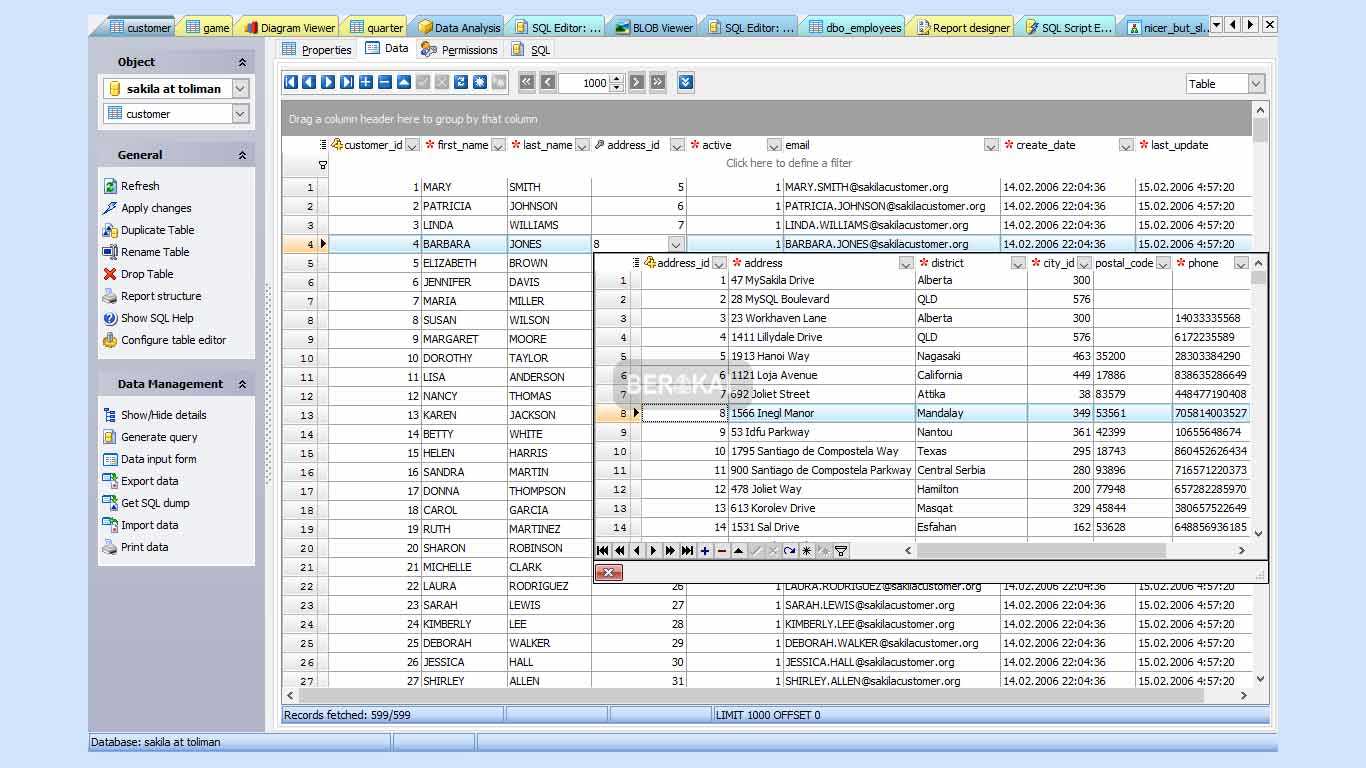 customer game Diagram Viewer quarter Data Analysis SQL Editor: ... BLOB Viewer SQL Editor: ... dbo_employees Report designer SQL Script E... nicer_but_sl...
Properties Data Permissions SQL
Object
sakila at toliman
customer
General
Refresh
Apply changes
Duplicate Table
Rename Table
Drop Table
Report structure
Show SQL Help
Configure table editor
Data Management
Show/Hide details
Generate query
Data input form
Export data
Get SQL dump
Import data
Print data
1000 Table
Drag a column header here to group by that column
customer_id first_name last_name address_id active email create_date last_update
Click here to define a filter
1 1 MARY SMITH 5 1 MARY.SMITH@sakilacustomer.org 14.02.2006 22:04:36 15.02.2006 4:57:20
2 2 PATRICIA JOHNSON 6 1 PATRICIA.JOHNSON@sakilacustomer.org 14.02.2006 22:04:36 15.02.2006 4:57:20
3 3 LINDA WILLIAMS 7 1 LINDA.WILLIAMS@sakilacustomer.org 14.02.2006 22:04:36 15.02.2006 4:57:20
4 4 BARBARA JONES 8 1 BARBARA.JONES@sakilacustomer.org 14.02.2006 22:04:36 15.02.2006 4:57:20
5 5 ELIZABETH BROWN
6 6 JENNIFER DAVIS
7 7 MARIA MILLER
8 8 SUSAN WILSON
9 9 MARGARET MOORE
10 10 DOROTHY TAYLOR
11 11 LISA ANDERSON
12 12 NANCY THOMAS
13 13 KAREN JACKSON
14 14 BETTY WHITE
15 15 HELEN HARRIS
16 16 SANDRA MARTIN
17 17 DONNA THOMPSON
18 18 CAROL GARCIA
19 19 RUTH MARTINEZ
20 20 SHARON ROBINSON
21 21 MICHELLE CLARK
22 22 LAURA RODRIGUEZ 26 1 LAURA.RODRIGUEZ@sakilacustomer.org 14.02.2006 22:04:36 15.02.2006 4:57:20
23 23 SARAH LEWIS 27 1 SARAH.LEWIS@sakilacustomer.org 14.02.2006 22:04:36 15.02.2006 4:57:20
24 24 KIMBERLY LEE 28 1 KIMBERLY.LEE@sakilacustomer.org 14.02.2006 22:04:36 15.02.2006 4:57:20
25 25 DEBORAH WALKER 29 1 DEBORAH.WALKER@sakilacustomer.org 14.02.2006 22:04:36 15.02.2006 4:57:20
26 26 JESSICA HALL 30 1 JESSICA.HALL@sakilacustomer.org 14.02.2006 22:04:36 15.02.2006 4:57:20
27 27 SHIRLEY ALLEN 31 1 SHIRLEY.ALLEN@sakilacustomer.org 14.02.2006 22:04:36 15.02.2006 4:57:20
address_id address district city_id postal_code phone
1 1 47 MySakila Drive Alberta 300
2 2 28 MySQL Boulevard QLD 576
3 3 23 Workhaven Lane Alberta 300 14033335568
4 4 1411 Lillydale Drive QLD 576 6172235589
5 5 1913 Hanoi Way Nagasaki 463 35200 28303384290
6 6 1121 Loja Avenue California 449 17886 838635286649
7 7 692 Joliet Street Attika 38 83579 448477190408
8 8 1566 Inegl Manor Mandalay 349 53561 705814003527
9 9 53 Idfu Parkway Nantou 361 42399 10655648674
10 10 1795 Santiago de Compostela Way Texas 295 18743 860452626434
11 11 900 Santiago de Compostela Parkway Central Serbia 280 93896 716571220373
12 12 478 Joliet Way Hamilton 200 77948 657282285970
13 13 613 Korolev Drive Masqat 329 45844 380657522649
14 14 1531 Sal Drive Esfahan 162 53628 648856936185
Records fetched: 599/599 LIMIT 1000 OFFSET 0
Database: sakila at toliman